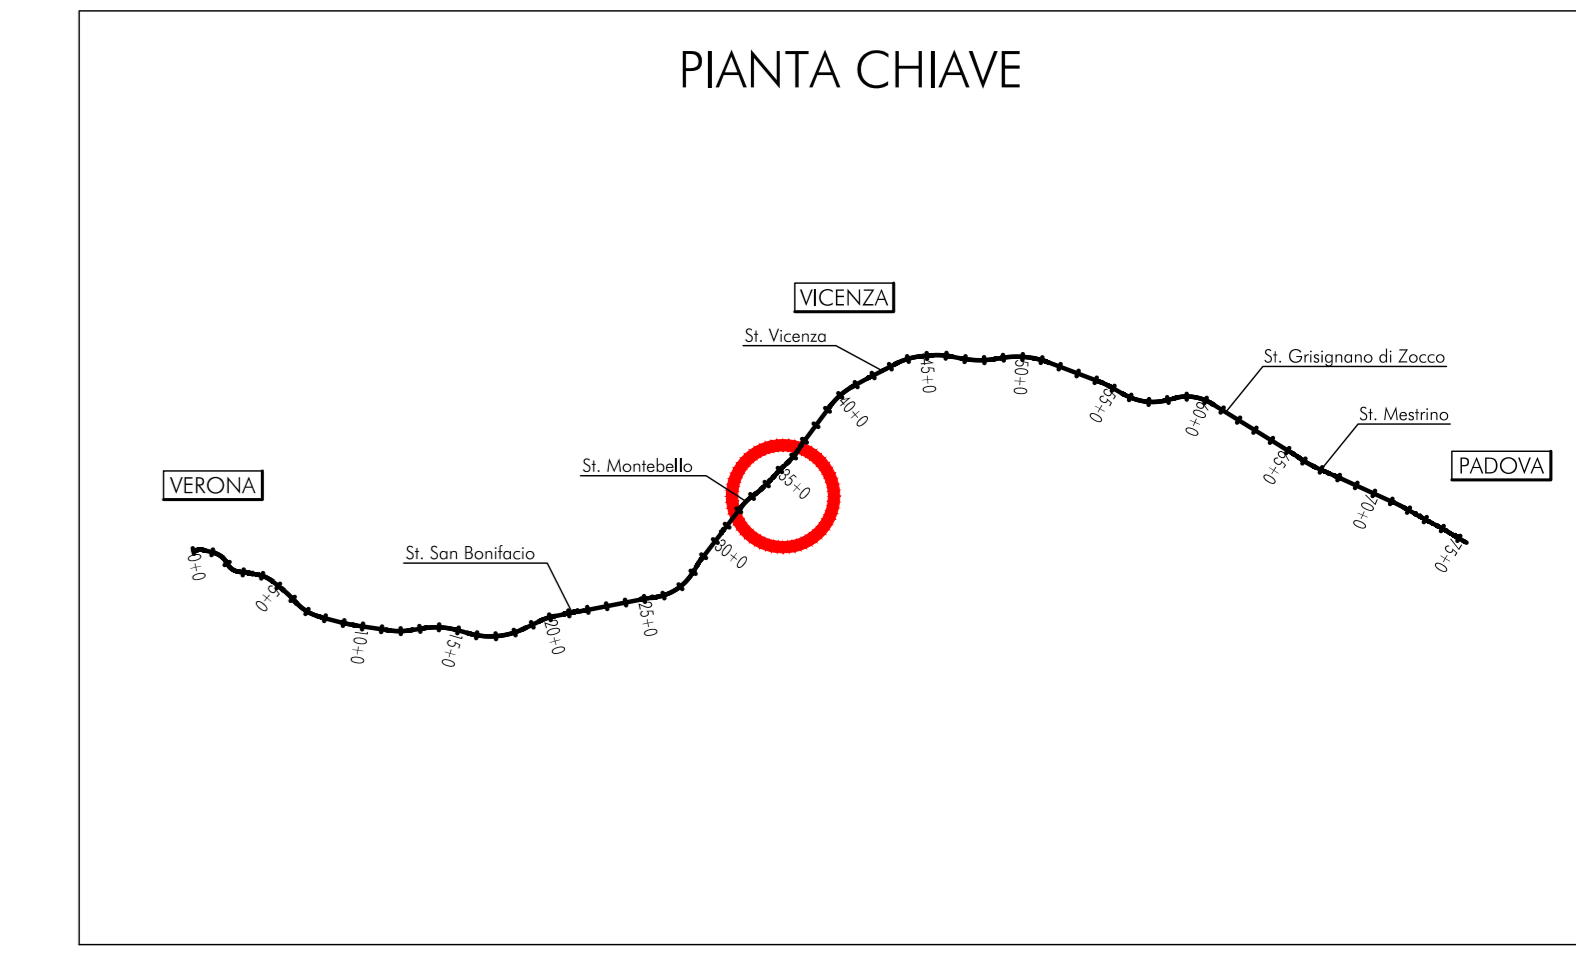 PIANTA CHIAVE
VICENZA
St. Vicenza
St. Grisignano di Zocco
St. Mestrino
PADOVA
St. Montebello
VERONA
St. San Bonifacio
0+0
5+0
10+0
15+0
20+0
25+0
30+0
35+0
40+0
45+0
50+0
55+0
60+0
65+0
70+0
75+0